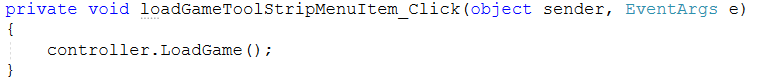 private void loadGameToolStripMenuItem_Click(object sender, EventArgs e)
{
    controller.LoadGame();
}